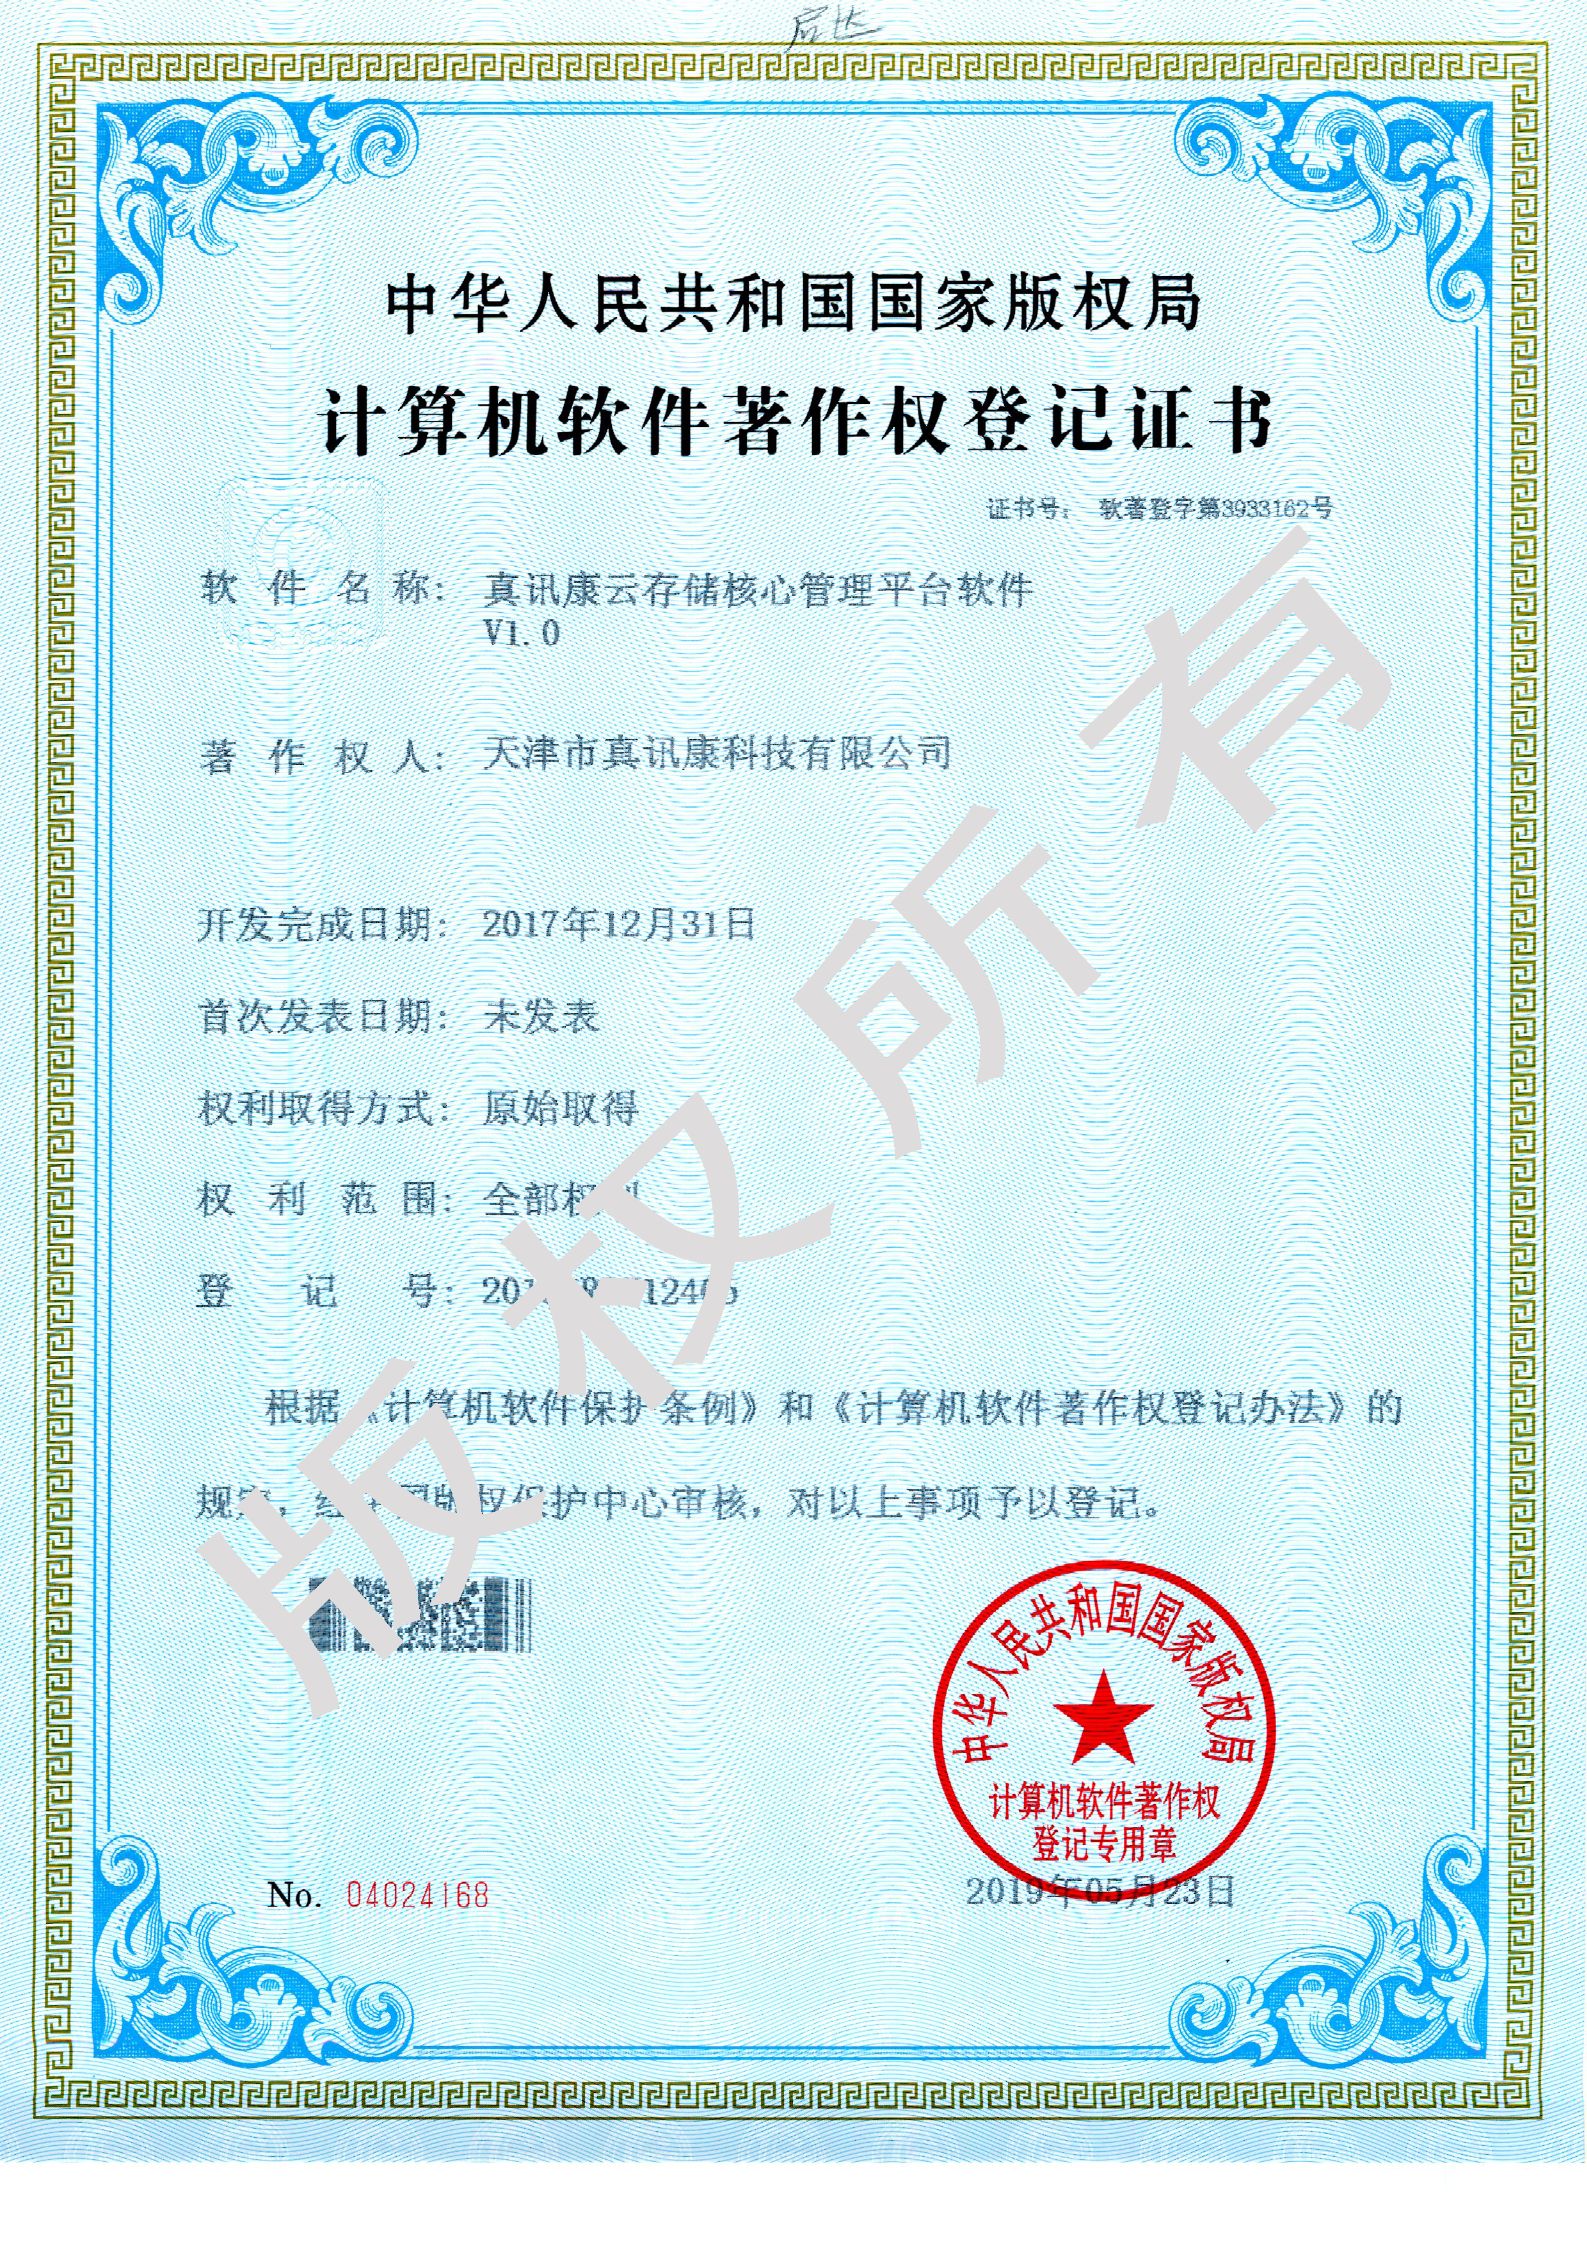 启达
中华人民共和国国家版权局
计算机软件著作权登记证书
证书号： 软著登字第3933162号
软件名称： 真讯康云存储核心管理平台软件
V1.0
著作权人： 天津市真讯康科技有限公司
开发完成日期： 2017年12月31日
首次发表日期： 未发表
权利取得方式： 原始取得
权利范围： 全部权利
登记号：
根据《计算机软件保护条例》和《计算机软件著作权登记办法》的
规定，经中国版权保护中心审核，对以上事项予以登记。
版权所有
中华人民共和国国家版权局
计算机软件著作权
登记专用章
No. 04024168
2019年05月23日